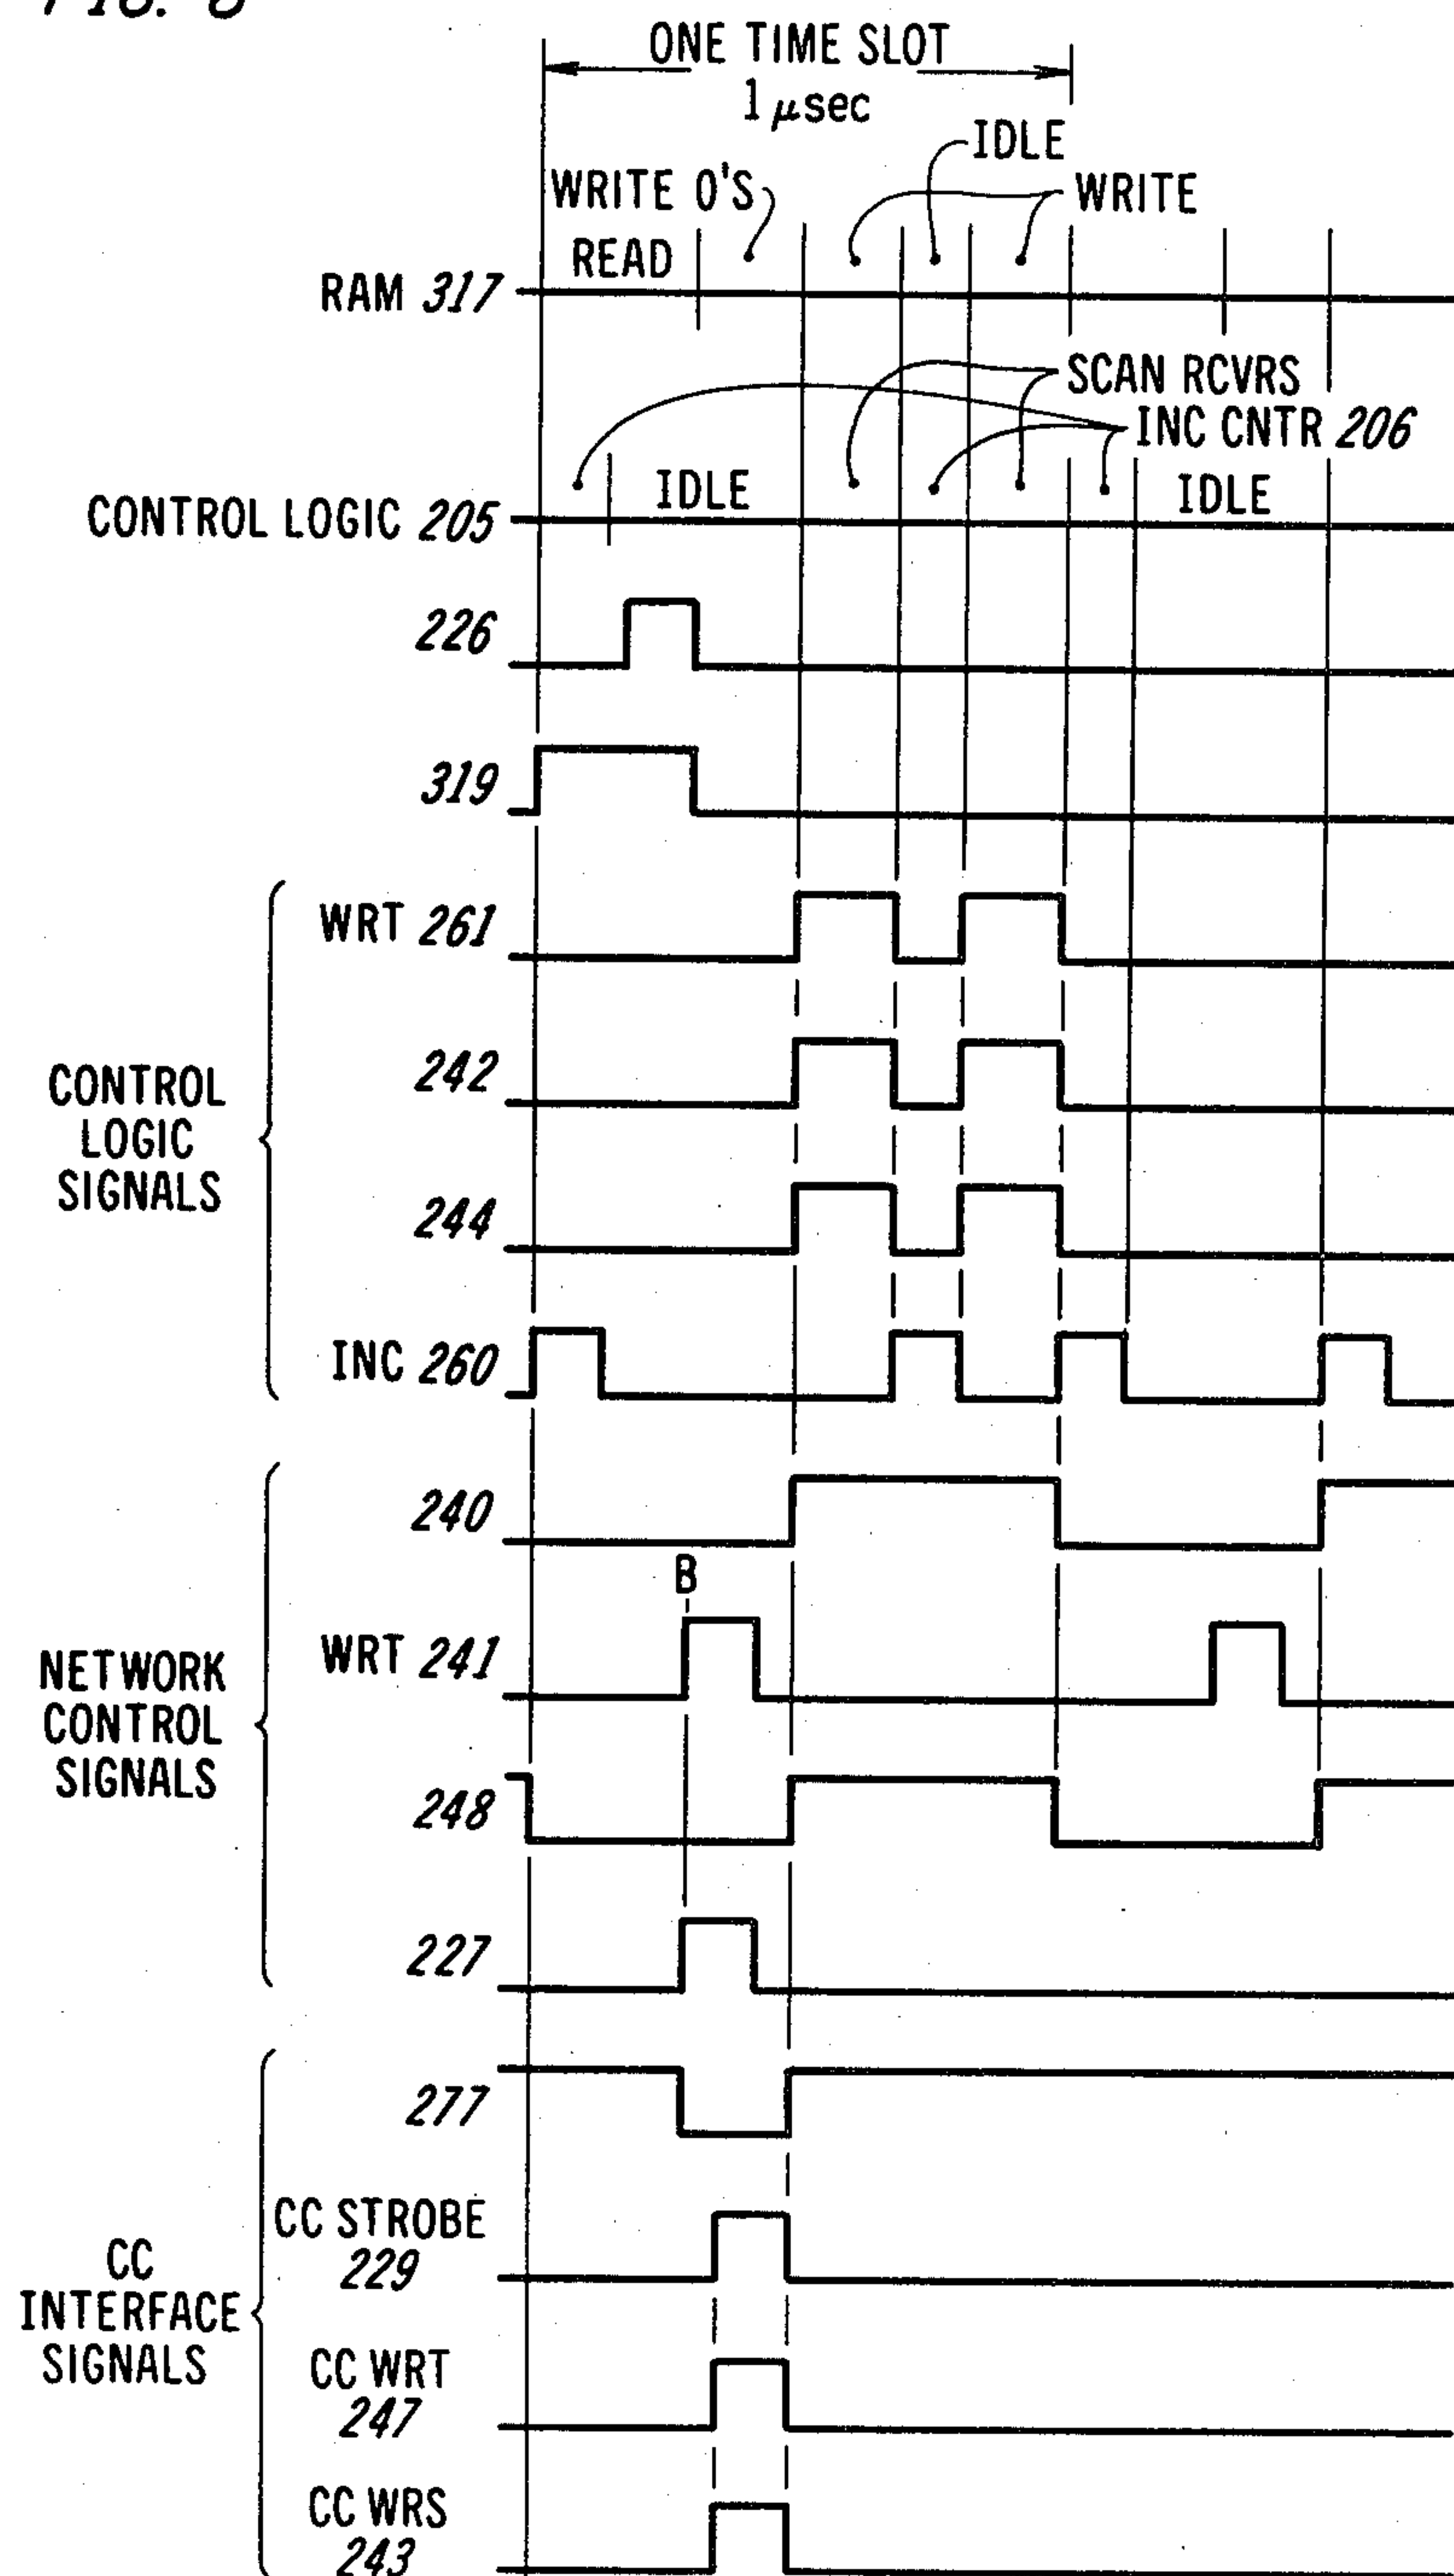 ONE TIME SLOT
1 μsec
IDLE
WRITE 0'S
WRITE
READ
RAM 317
SCAN RCVRS
INC CNTR 206
IDLE
IDLE
CONTROL LOGIC 205
226
319
WRT 261
242
CONTROL
LOGIC
SIGNALS
244
INC 260
240
B
WRT 241
NETWORK
CONTROL
SIGNALS
248
227
277
CC STROBE
229
CC
INTERFACE
SIGNALS
CC WRT
247
CC WRS
243